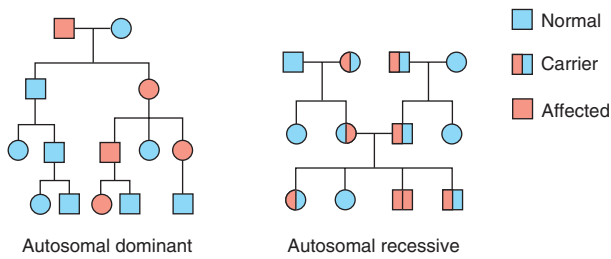 Normal
Carrier
Affected
Autosomal dominant
Autosomal recessive